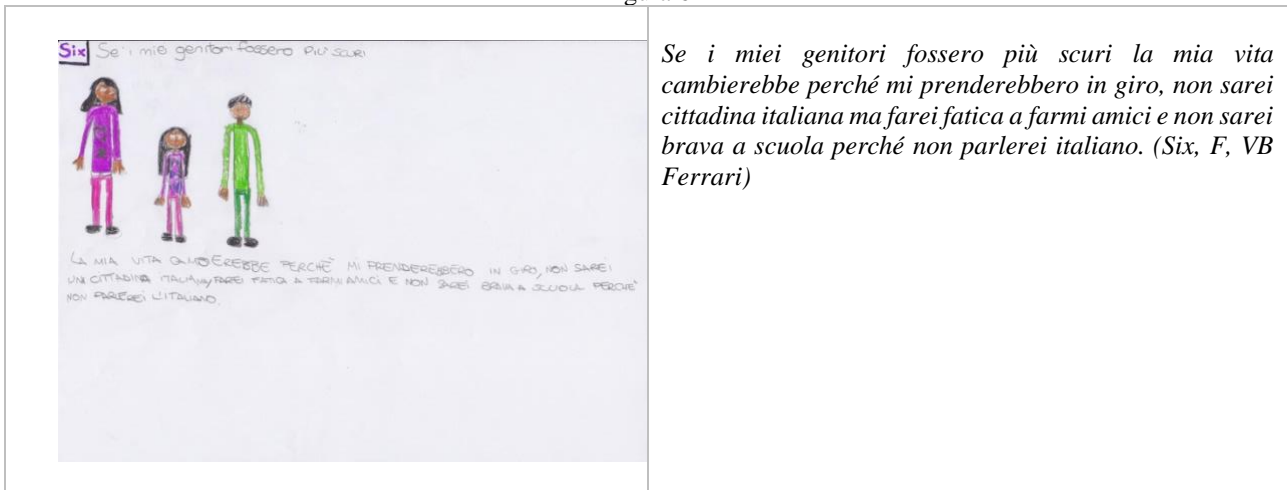 Six Se i mie genitori fossero più scuri
LA MIA VITA CAMBIEREBBE PERCHÈ MI PRENDEREBBERO IN GIRO, NON SAREI
UNA CITTADINA ITALIANA, FAREI FATICA A FARMI AMICI E NON SAREI BRAVA A SCUOLA PERCHÈ
NON PARLEREI L'ITALIANO.
Se i miei genitori fossero più scuri la mia vita
cambierebbe perché mi prenderebbero in giro, non sarei
cittadina italiana ma farei fatica a farmi amici e non sarei
brava a scuola perché non parlerei italiano. (Six, F, VB
Ferrari)